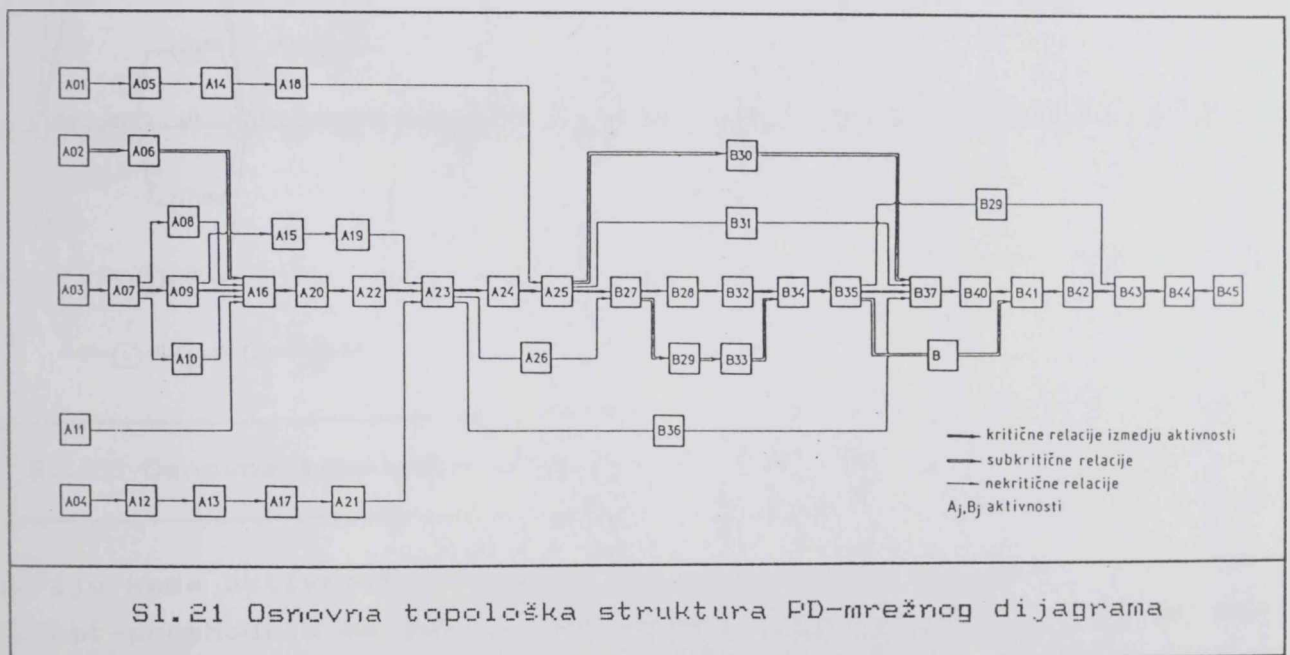 A01 A05 A14 A18
A02 A06 B30
A08 B31 B29
A15 A19
A03 A07 A09 A16 A20 A22 A23 A24 A25 B27 B28 B32 B34 B35 B37 B40 B41 B42 B43 B44 B45
A10 A26 B29 B33 B
A11 B36
kritične relacije izmedju aktivnosti
subkritične relacije
nekritične relacije
Aj,Bj aktivnosti
A04 A12 A13 A17 A21
Sl.21 Osnovna topološka struktura PD-mrežnog dijagrama